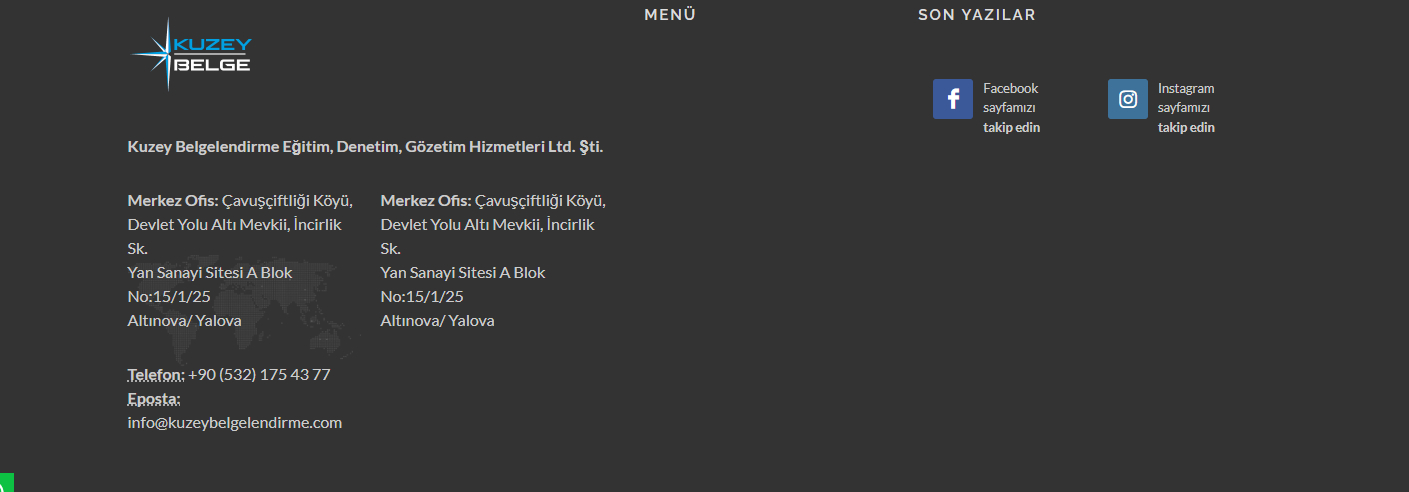 KUZEY
BELGE
MENÜ
SON YAZILAR
Facebook
sayfamızı
takip edin
Instagram
sayfamızı
takip edin
Kuzey Belgelendirme Eğitim, Denetim, Gözetim Hizmetleri Ltd. Şti.
Merkez Ofis: Çavuşçiftliği Köyü,
Devlet Yolu Altı Mevkii, İncirlik
Sk.
Yan Sanayi Sitesi A Blok
No:15/1/25
Altınova/ Yalova
Merkez Ofis: Çavuşçiftliği Köyü,
Devlet Yolu Altı Mevkii, İncirlik
Sk.
Yan Sanayi Sitesi A Blok
No:15/1/25
Altınova/ Yalova
Telefon: +90 (532) 175 43 77
Eposta:
info@kuzeybelgelendirme.com